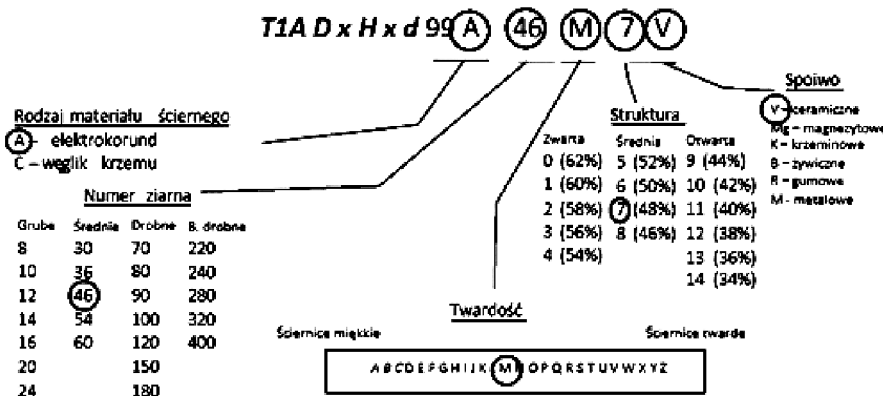 T1A D x H x d 99 A 46 M 7 V
Rodzaj materiału ściernego
A - elektrokorund
C – węglik krzemu
Numer ziarna
Grube Średnie Drobne B. drobne
8 30 70 220
10 36 80 240
12 46 90 280
14 54 100 320
16 60 120 400
20 150
24 180
Twardość
Ściernice miękkie Ściernice twarde
A B C D E F G H I J K M N O P Q R S T U V W X Y Z
Struktura
Zwarta Średnia Otwarta
0 (62%) 5 (52%) 9 (44%)
1 (60%) 6 (50%) 10 (42%)
2 (58%) 7 (48%) 11 (40%)
3 (56%) 8 (46%) 12 (38%)
4 (54%) 13 (36%)
14 (34%)
Spoiwo
V – ceramiczne
Mg – magnezytowe
K – krzeminowe
B – żywiczne
R – gumowe
M - metalowe